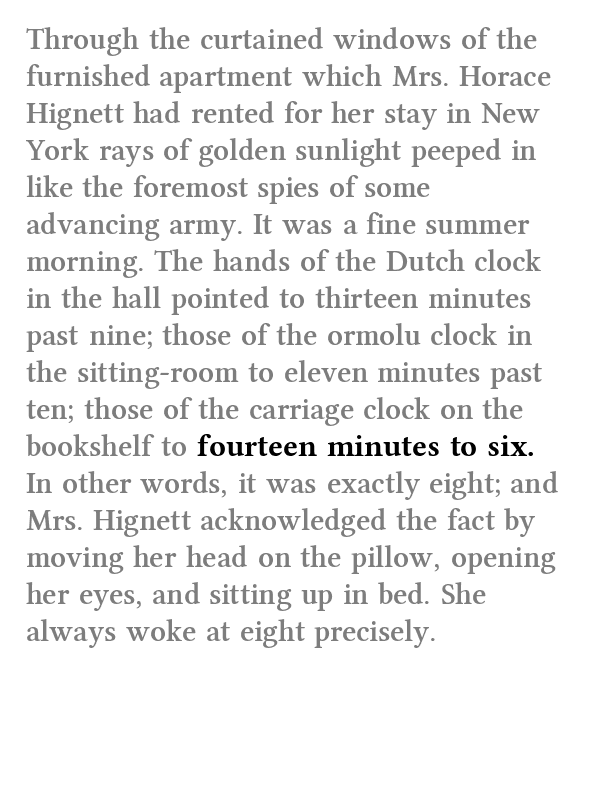 Through the curtained windows of the
furnished apartment which Mrs. Horace
Hignett had rented for her stay in New
York rays of golden sunlight peeped in
like the foremost spies of some
advancing army. It was a fine summer
morning. The hands of the Dutch clock
in the hall pointed to thirteen minutes
past nine; those of the ormolu clock in
the sitting-room to eleven minutes past
ten; those of the carriage clock on the
bookshelf to fourteen minutes to six.
In other words, it was exactly eight; and
Mrs. Hignett acknowledged the fact by
moving her head on the pillow, opening
her eyes, and sitting up in bed. She
always woke at eight precisely.